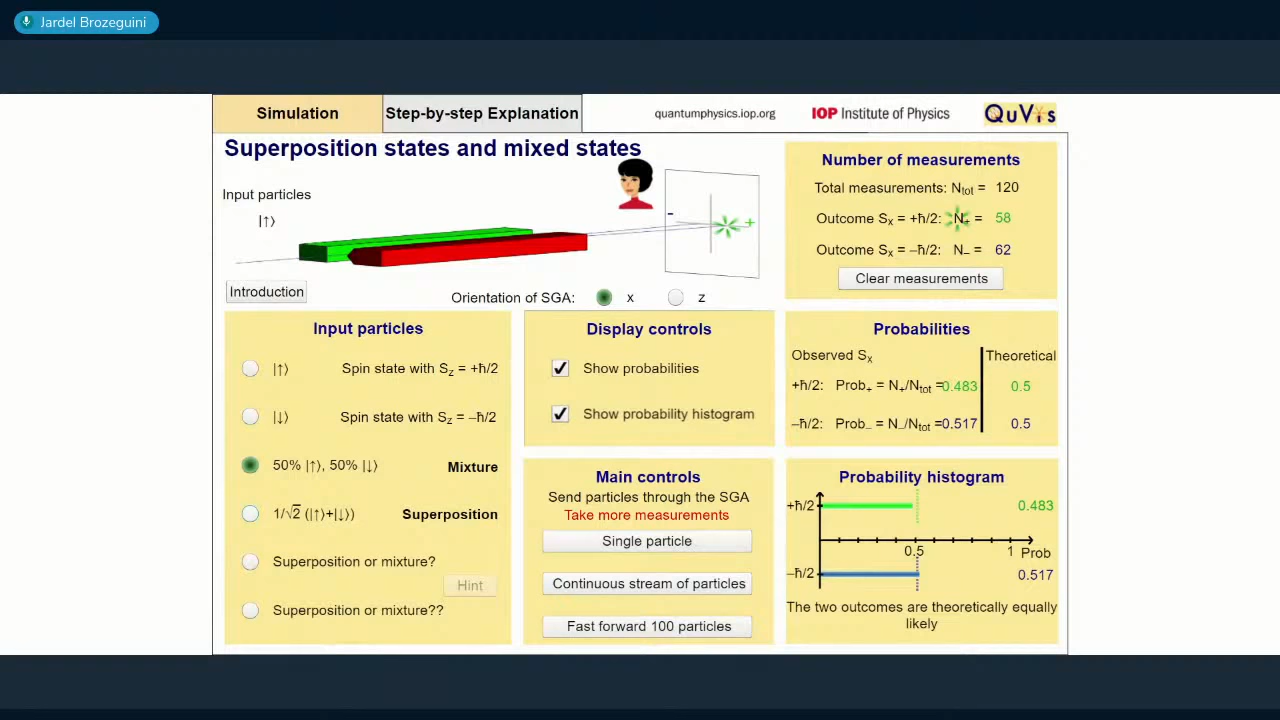 Jardel Brozeguini
Simulation
Step-by-step Explanation
quantumphysics.iop.org
IOP Institute of Physics
QuVis
Superposition states and mixed states
Input particles
|↑⟩
-
+
Introduction
Orientation of SGA:
x
z
Number of measurements
Total measurements: Ntot = 120
Outcome Sx = +ħ/2: N+ = 58
Outcome Sx = –ħ/2: N– = 62
Clear measurements
Input particles
|↑⟩ Spin state with Sz = +ħ/2
|↓⟩ Spin state with Sz = –ħ/2
50% |↑⟩, 50% |↓⟩ Mixture
1/√2 (|↑⟩+|↓⟩) Superposition
Superposition or mixture?
Hint
Superposition or mixture??
Display controls
Show probabilities
Show probability histogram
Main controls
Send particles through the SGA
Take more measurements
Single particle
Continuous stream of particles
Fast forward 100 particles
Probabilities
Observed Sx Theoretical
+ħ/2: Prob+ = N+/Ntot =0.483 0.5
–ħ/2: Prob– = N–/Ntot =0.517 0.5
Probability histogram
+ħ/2 0.483
0.5 1 Prob
–ħ/2 0.517
The two outcomes are theoretically equally
likely